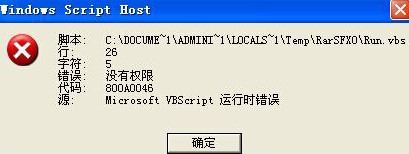 Windows Script Host
脚本: C:\DOCUME~1\ADMINI~1\LOCALS~1\Temp\RarSFX0\Run.vbs
行: 26
字符: 5
错误: 没有权限
代码: 800A0046
源: Microsoft VBScript 运行时错误
确定